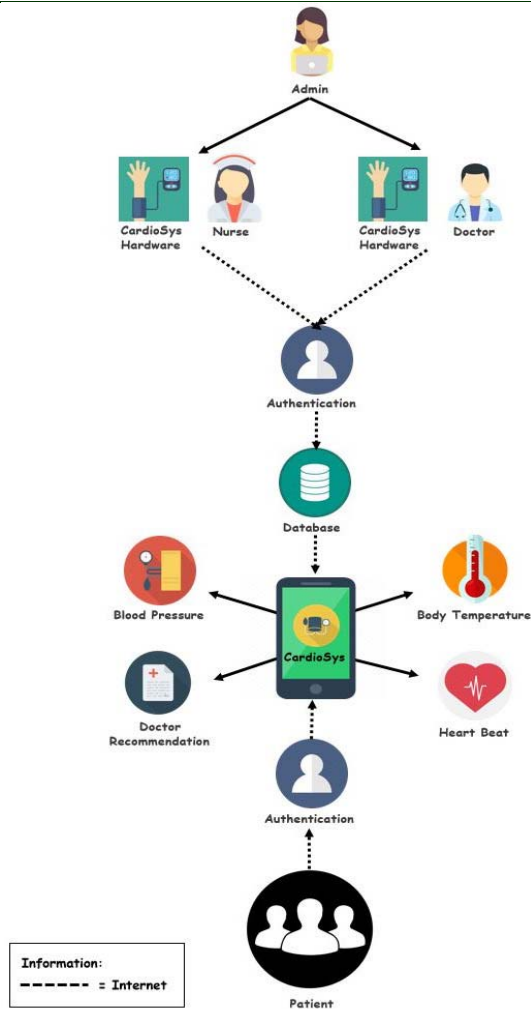 Admin
CardioSys
Hardware
Nurse
CardioSys
Hardware
Doctor
Authentication
Database
Blood Pressure
Body Temperature
CardioSys
Doctor
Recommendation
Heart Beat
Authentication
Information:
= Internet
Patient